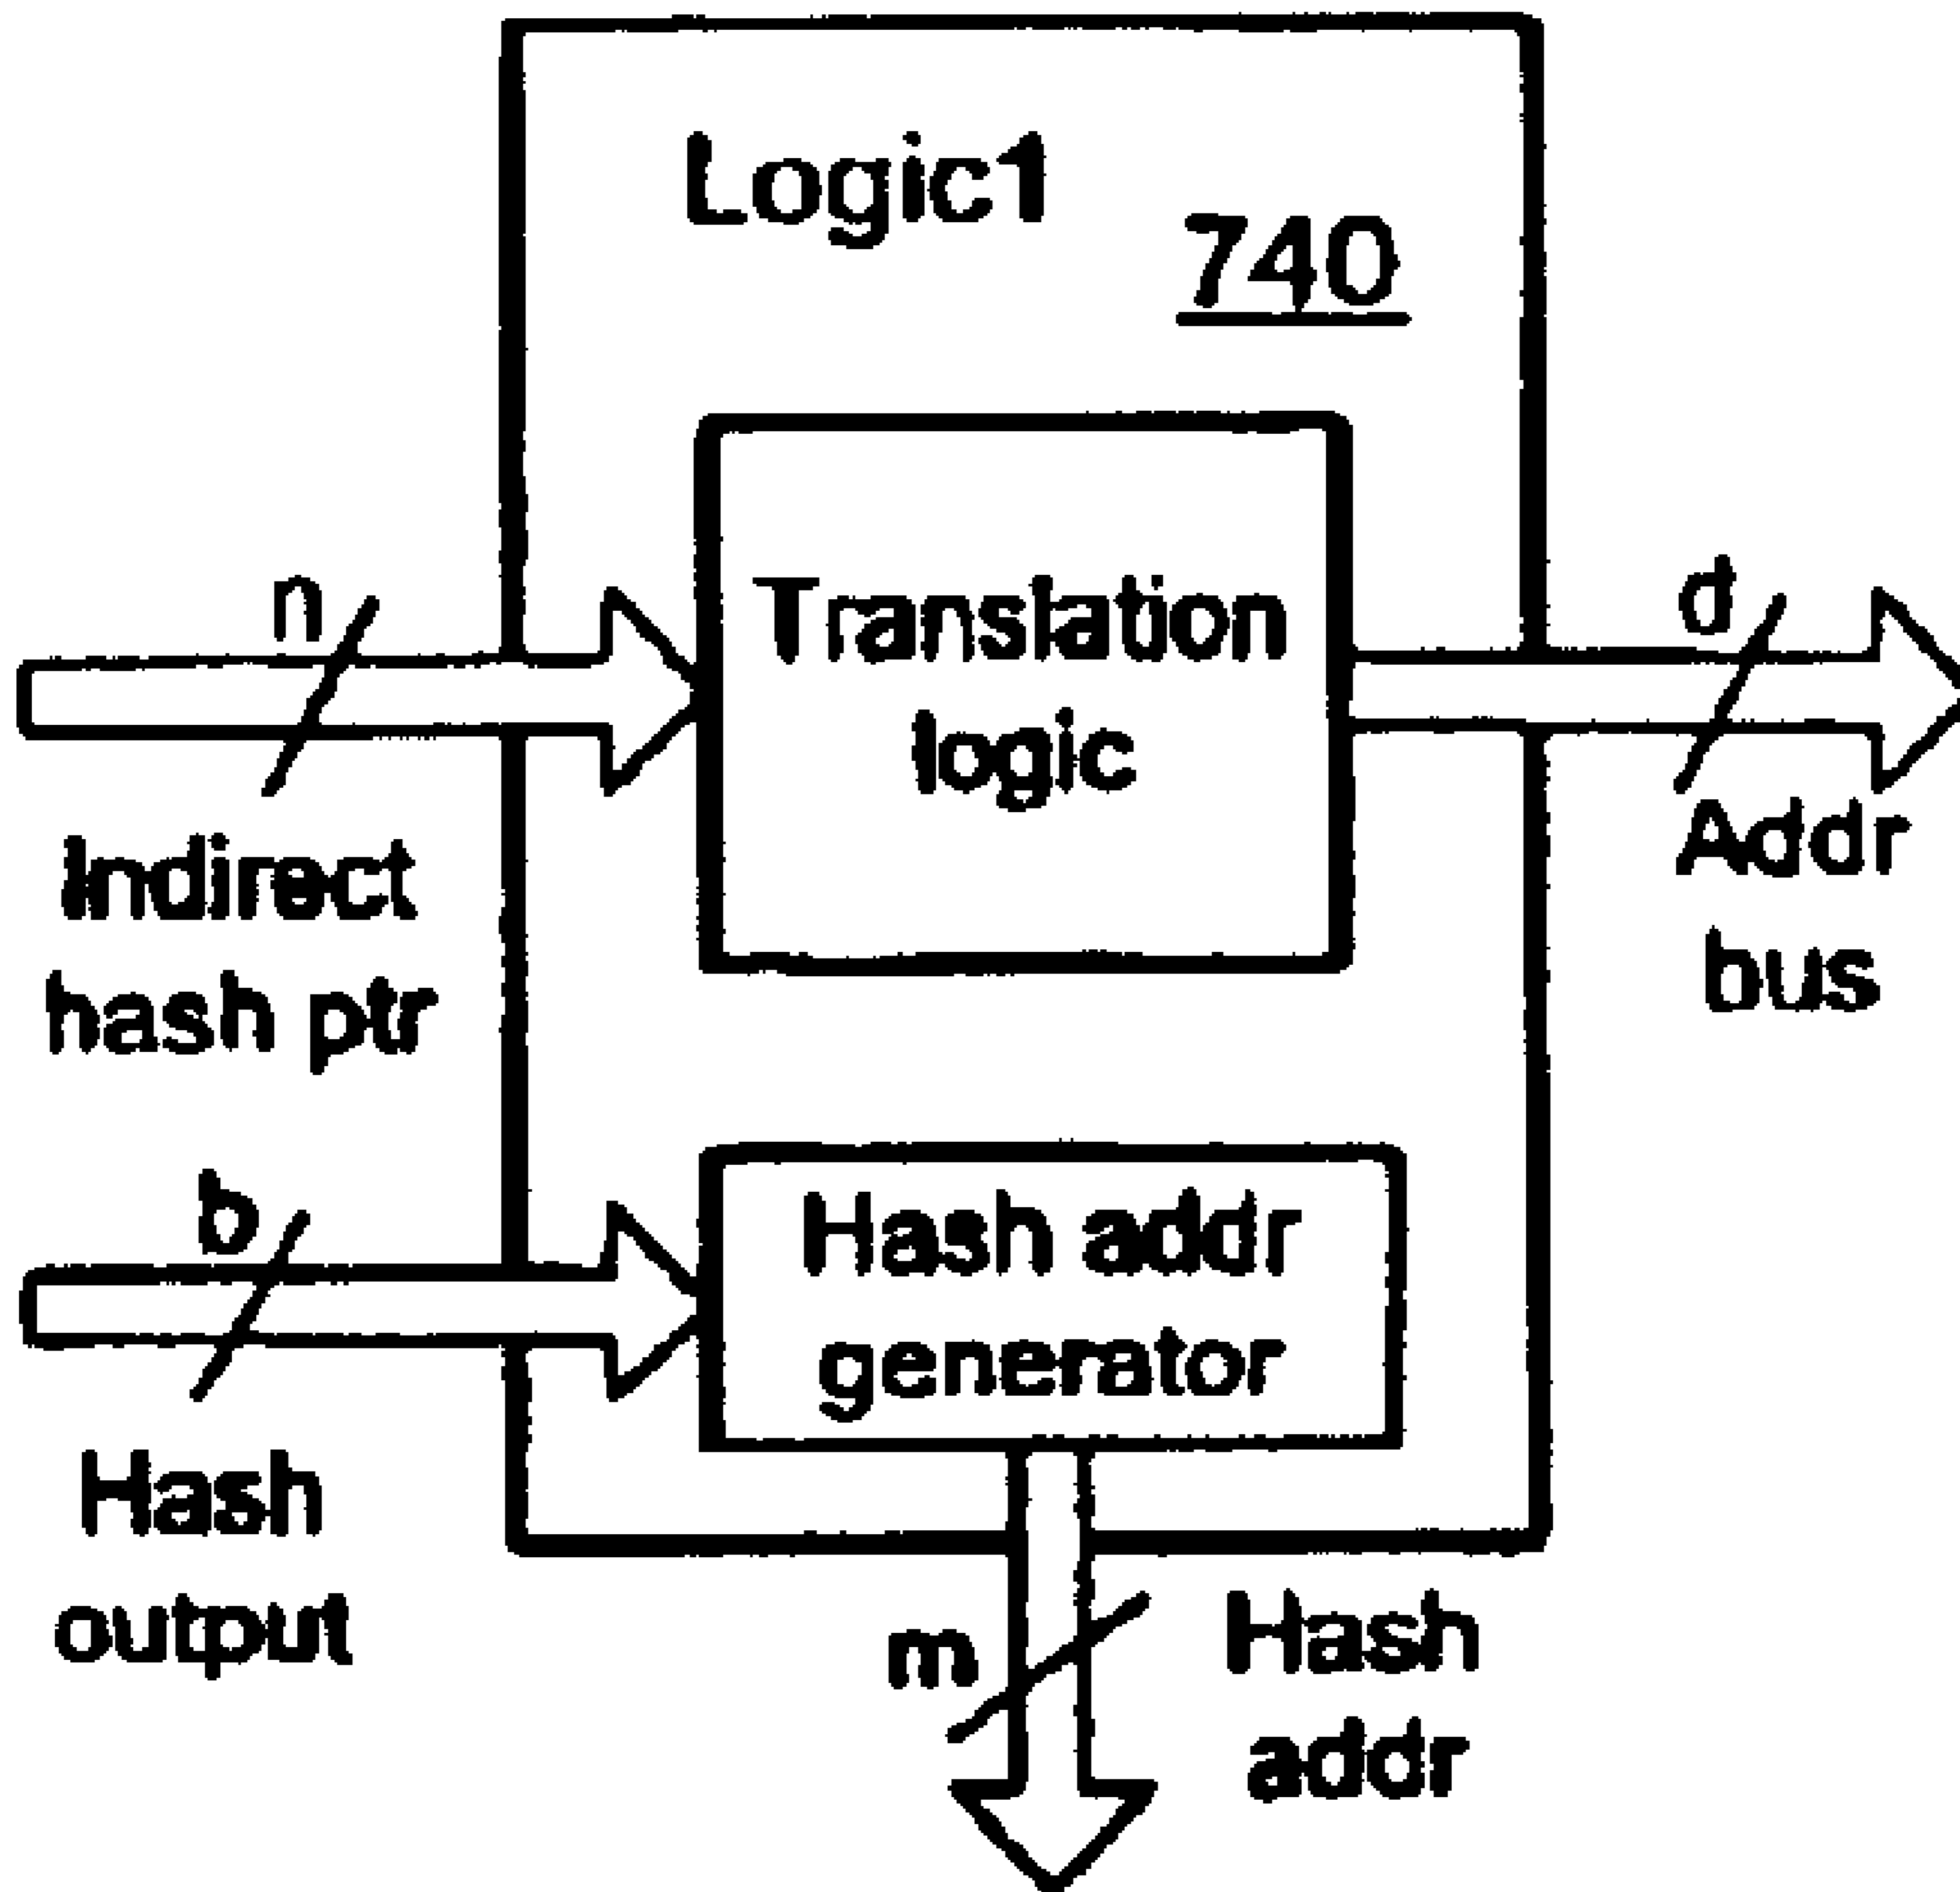 Logic1
740
n
Translation
logic
d
Indirect
hash ptr
Addr
bus
b
Hash addr
generator
Hash
output
m
Hash
addr